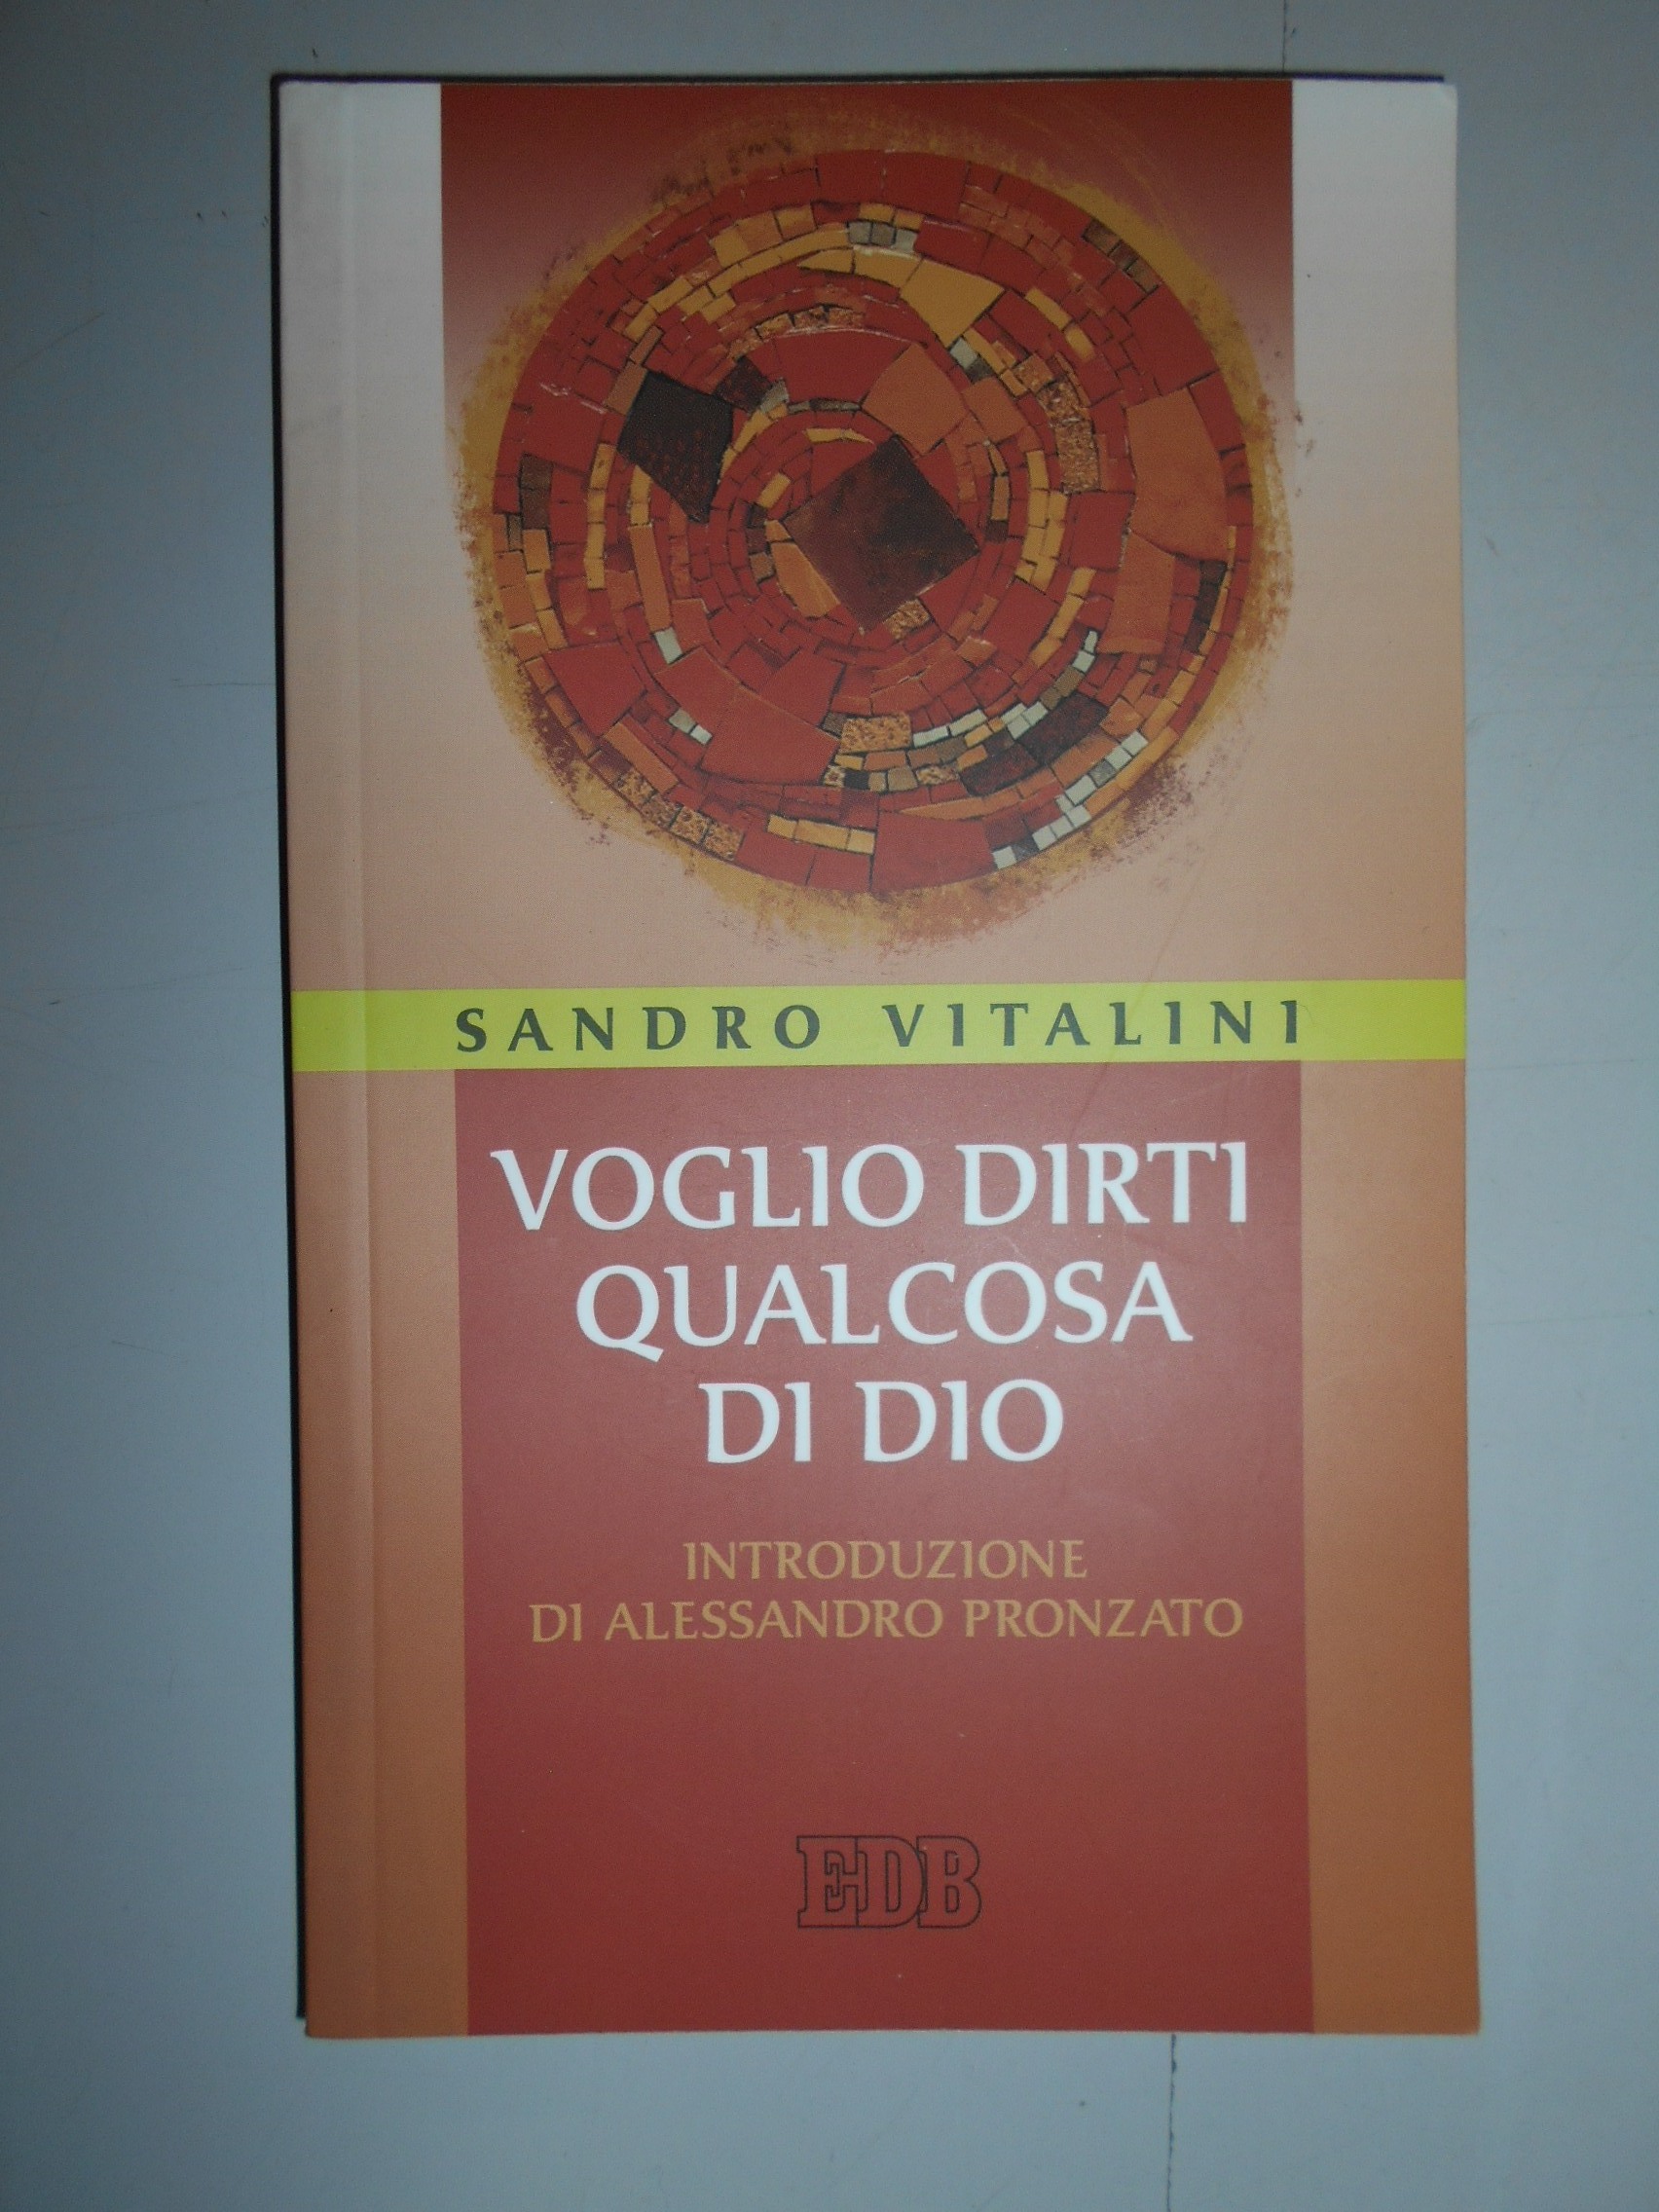 SANDRO VITALINI
VOGLIO DIRTI
QUALCOSA
DI DIO
INTRODUZIONE
DI ALESSANDRO PRONZATO
EDB